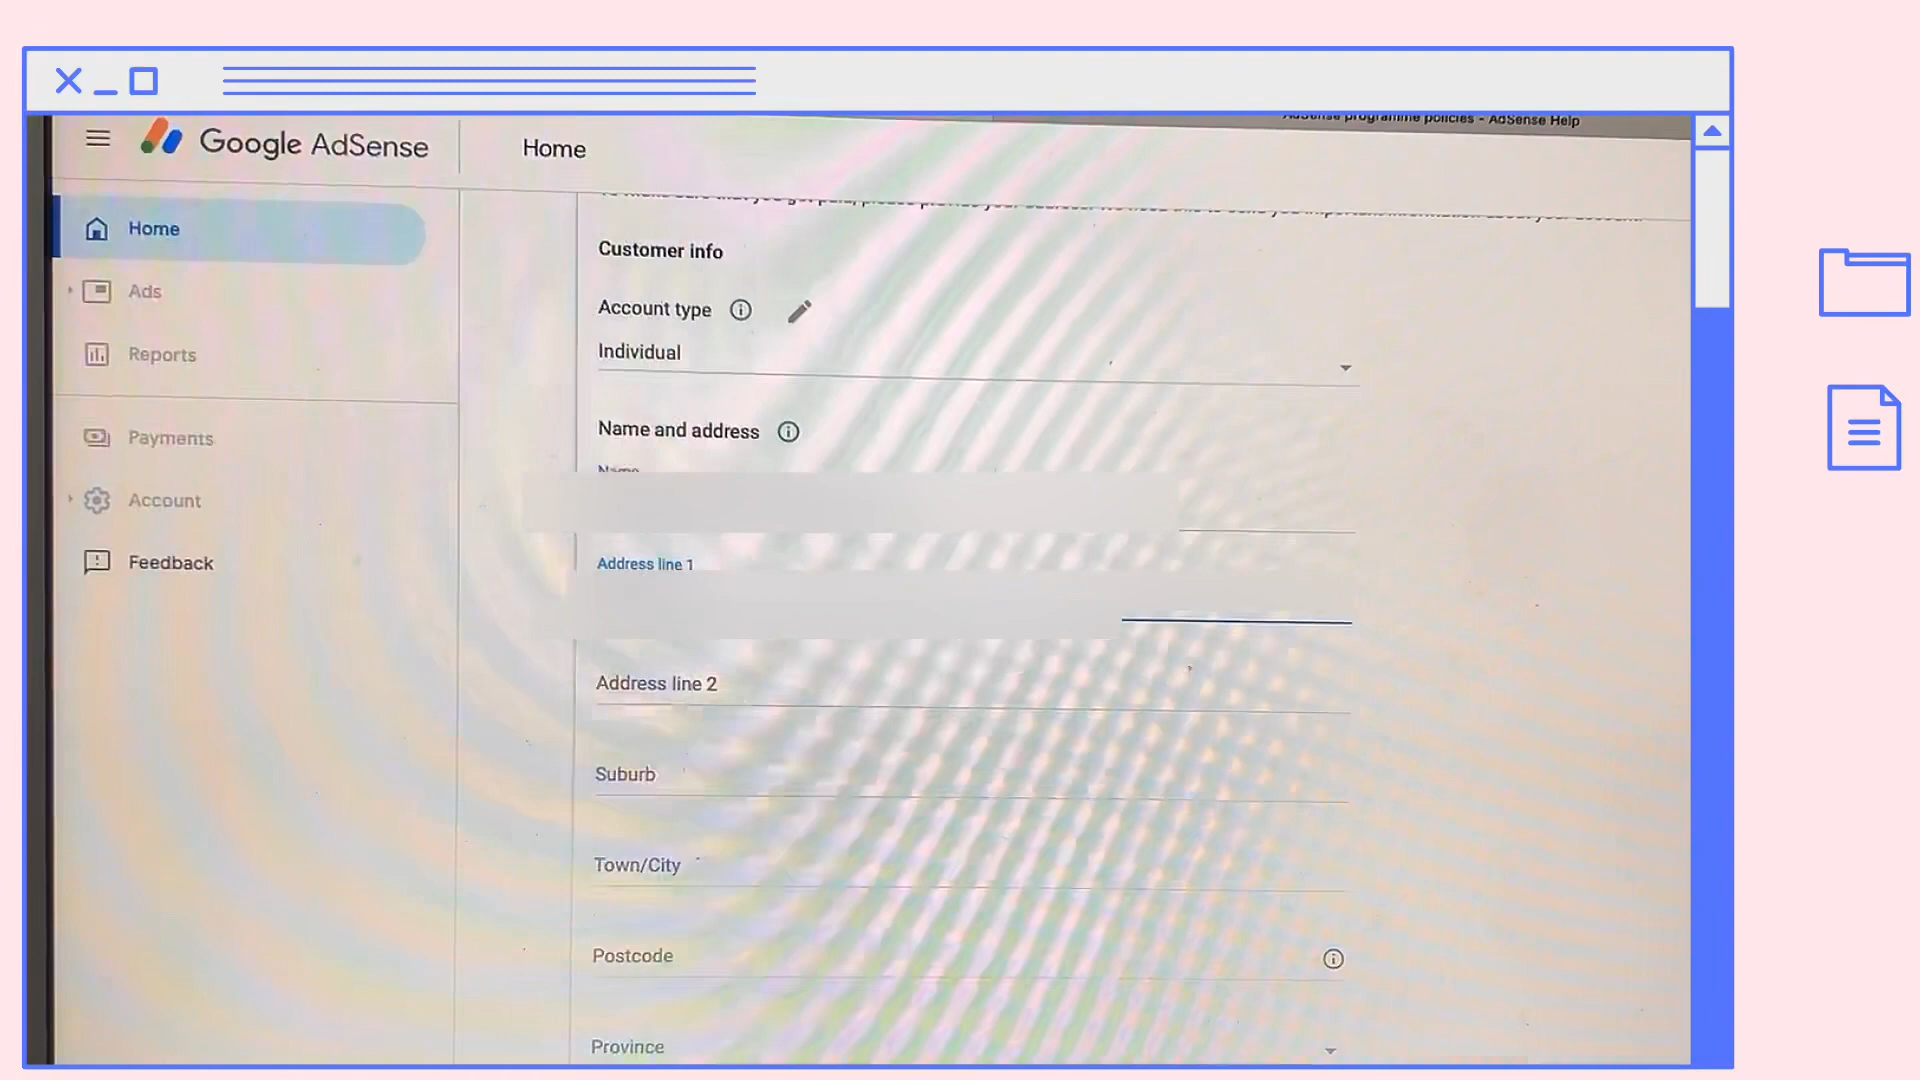 AdSense programme policies - AdSense Help
Google AdSense
Home
Home
Ads
Reports
Payments
Account
Feedback
Customer info
Account type
Individual
Name and address
Name
Address line 1
Address line 2
Suburb
Town/City
Postcode
Province